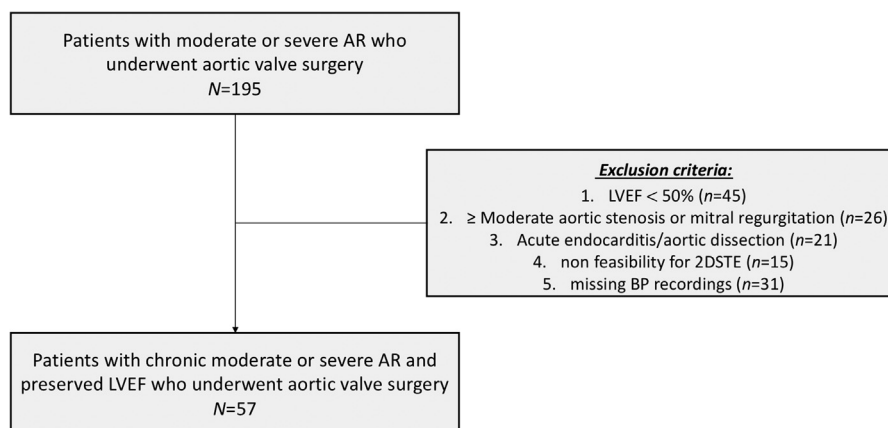 Patients with moderate or severe AR who
underwent aortic valve surgery
N=195
Exclusion criteria:
1. LVEF < 50% (n=45)
2. ≥ Moderate aortic stenosis or mitral regurgitation (n=26)
3. Acute endocarditis/aortic dissection (n=21)
4. non feasibility for 2DSTE (n=15)
5. missing BP recordings (n=31)
Patients with chronic moderate or severe AR and
preserved LVEF who underwent aortic valve surgery
N=57